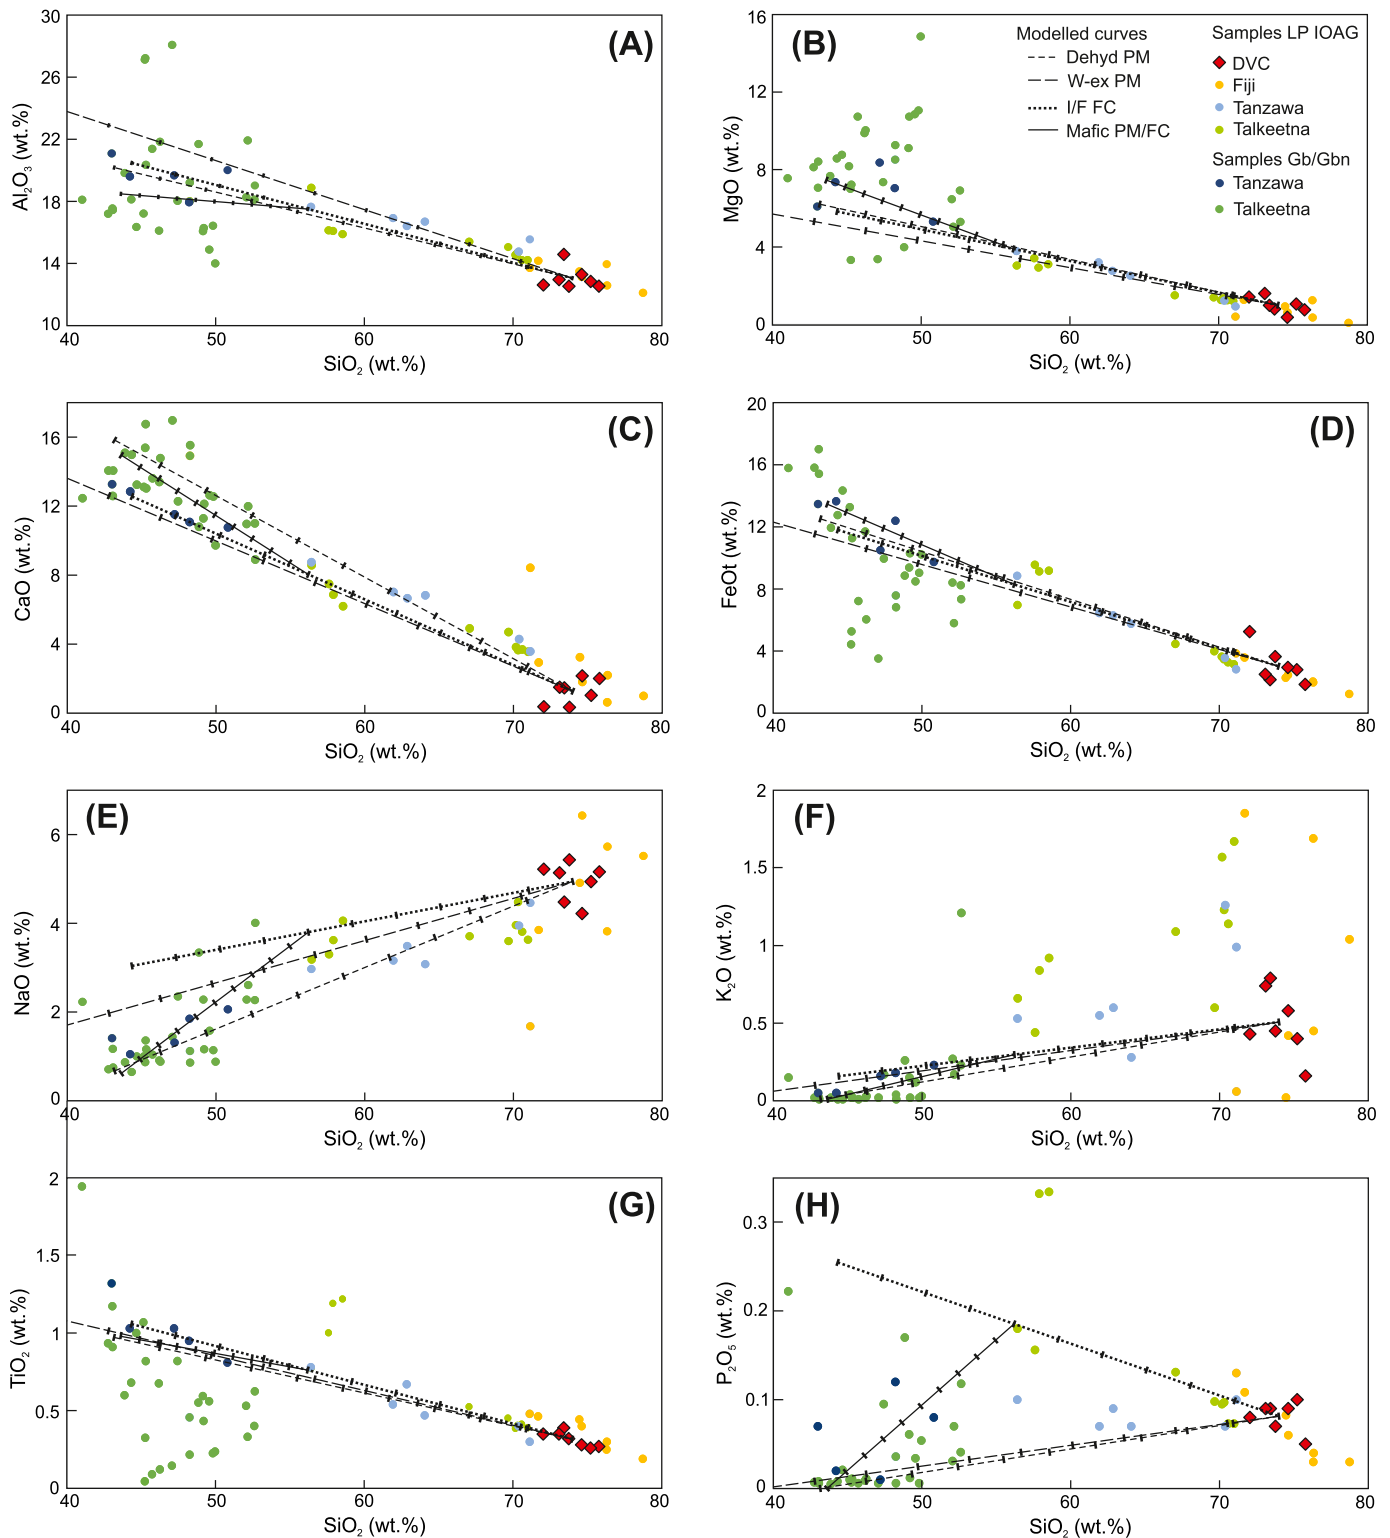 (A)
30
26
22
18
14
10
Al₂O₃ (wt.%)
40 50 60 70 80
SiO₂ (wt.%)
(B)
16
12
8
4
0
MgO (wt.%)
40 50 60 70 80
SiO₂ (wt.%)
Modelled curves
Dehyd PM
W-ex PM
I/F FC
Mafic PM/FC
Samples LP IOAG
DVC
Fiji
Tanzawa
Talkeetna
Samples Gb/Gbn
Tanzawa
Talkeetna
(C)
16
12
8
4
0
CaO (wt.%)
40 50 60 70 80
SiO₂ (wt.%)
(D)
20
16
12
8
4
0
FeOt (wt.%)
40 50 60 70 80
SiO₂ (wt.%)
(E)
6
4
2
0
NaO (wt.%)
40 50 60 70 80
SiO₂ (wt.%)
(F)
2
1.5
1
0.5
0
K₂O (wt.%)
40 50 60 70 80
SiO₂ (wt.%)
(G)
2
1.5
1
0.5
0
TiO₂ (wt.%)
40 50 60 70 80
SiO₂ (wt.%)
(H)
0.3
0.2
0.1
0
P₂O₅ (wt.%)
40 50 60 70 80
SiO₂ (wt.%)